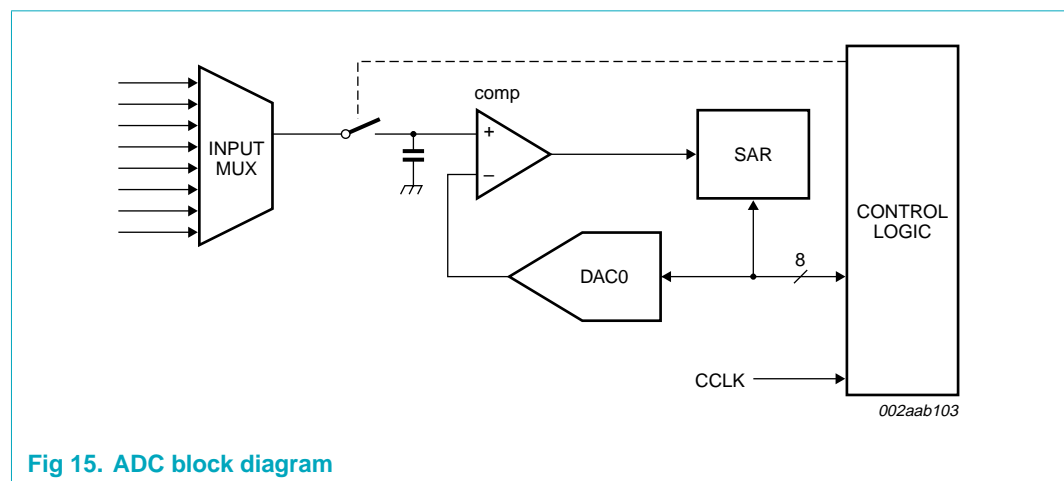 comp
INPUT
MUX
+
–
SAR
CONTROL
LOGIC
DAC0
8
CCLK
002aab103
Fig 15. ADC block diagram